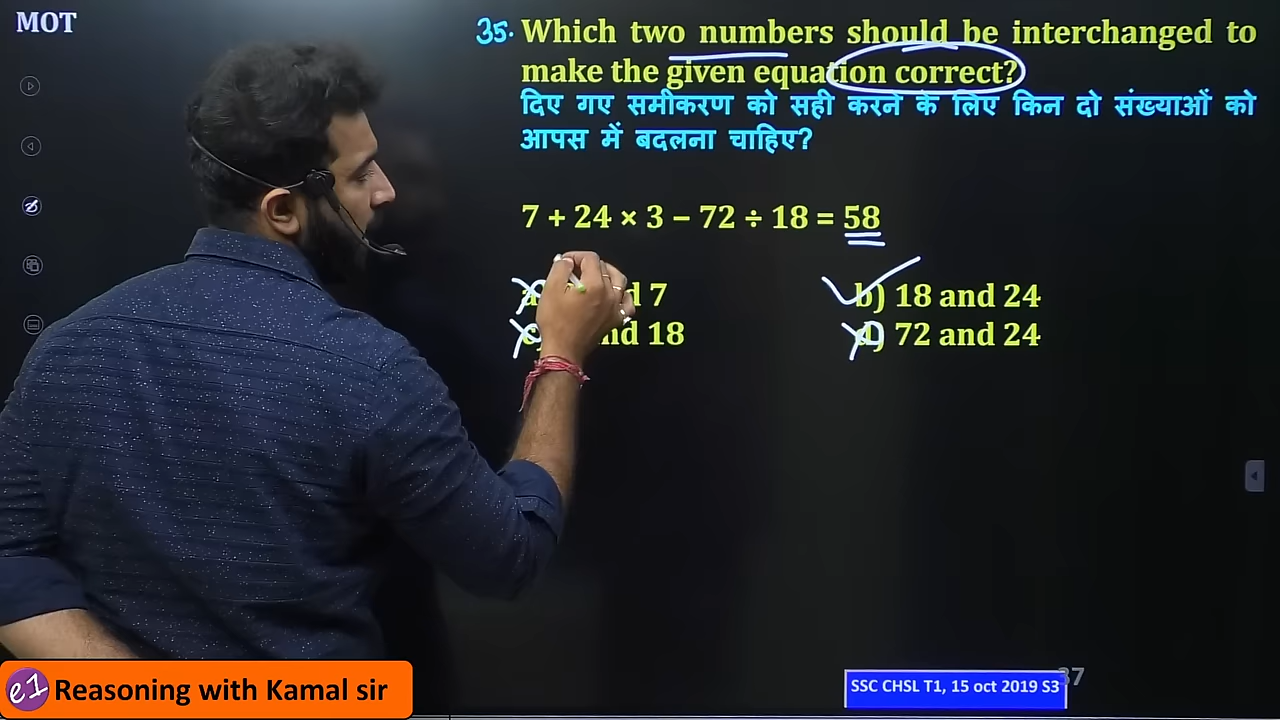 MOT
35. Which two numbers should be interchanged to
make the given equation correct?
दिए गए समीकरण को सही करने के लिए किन दो संख्याओं को
आपस में बदलना चाहिए?
7 + 24 × 3 − 72 ÷ 18 = 58
7
b) 18 and 24
18
d) 72 and 24
e1 Reasoning with Kamal sir
37
SSC CHSL T1, 15 oct 2019 S3